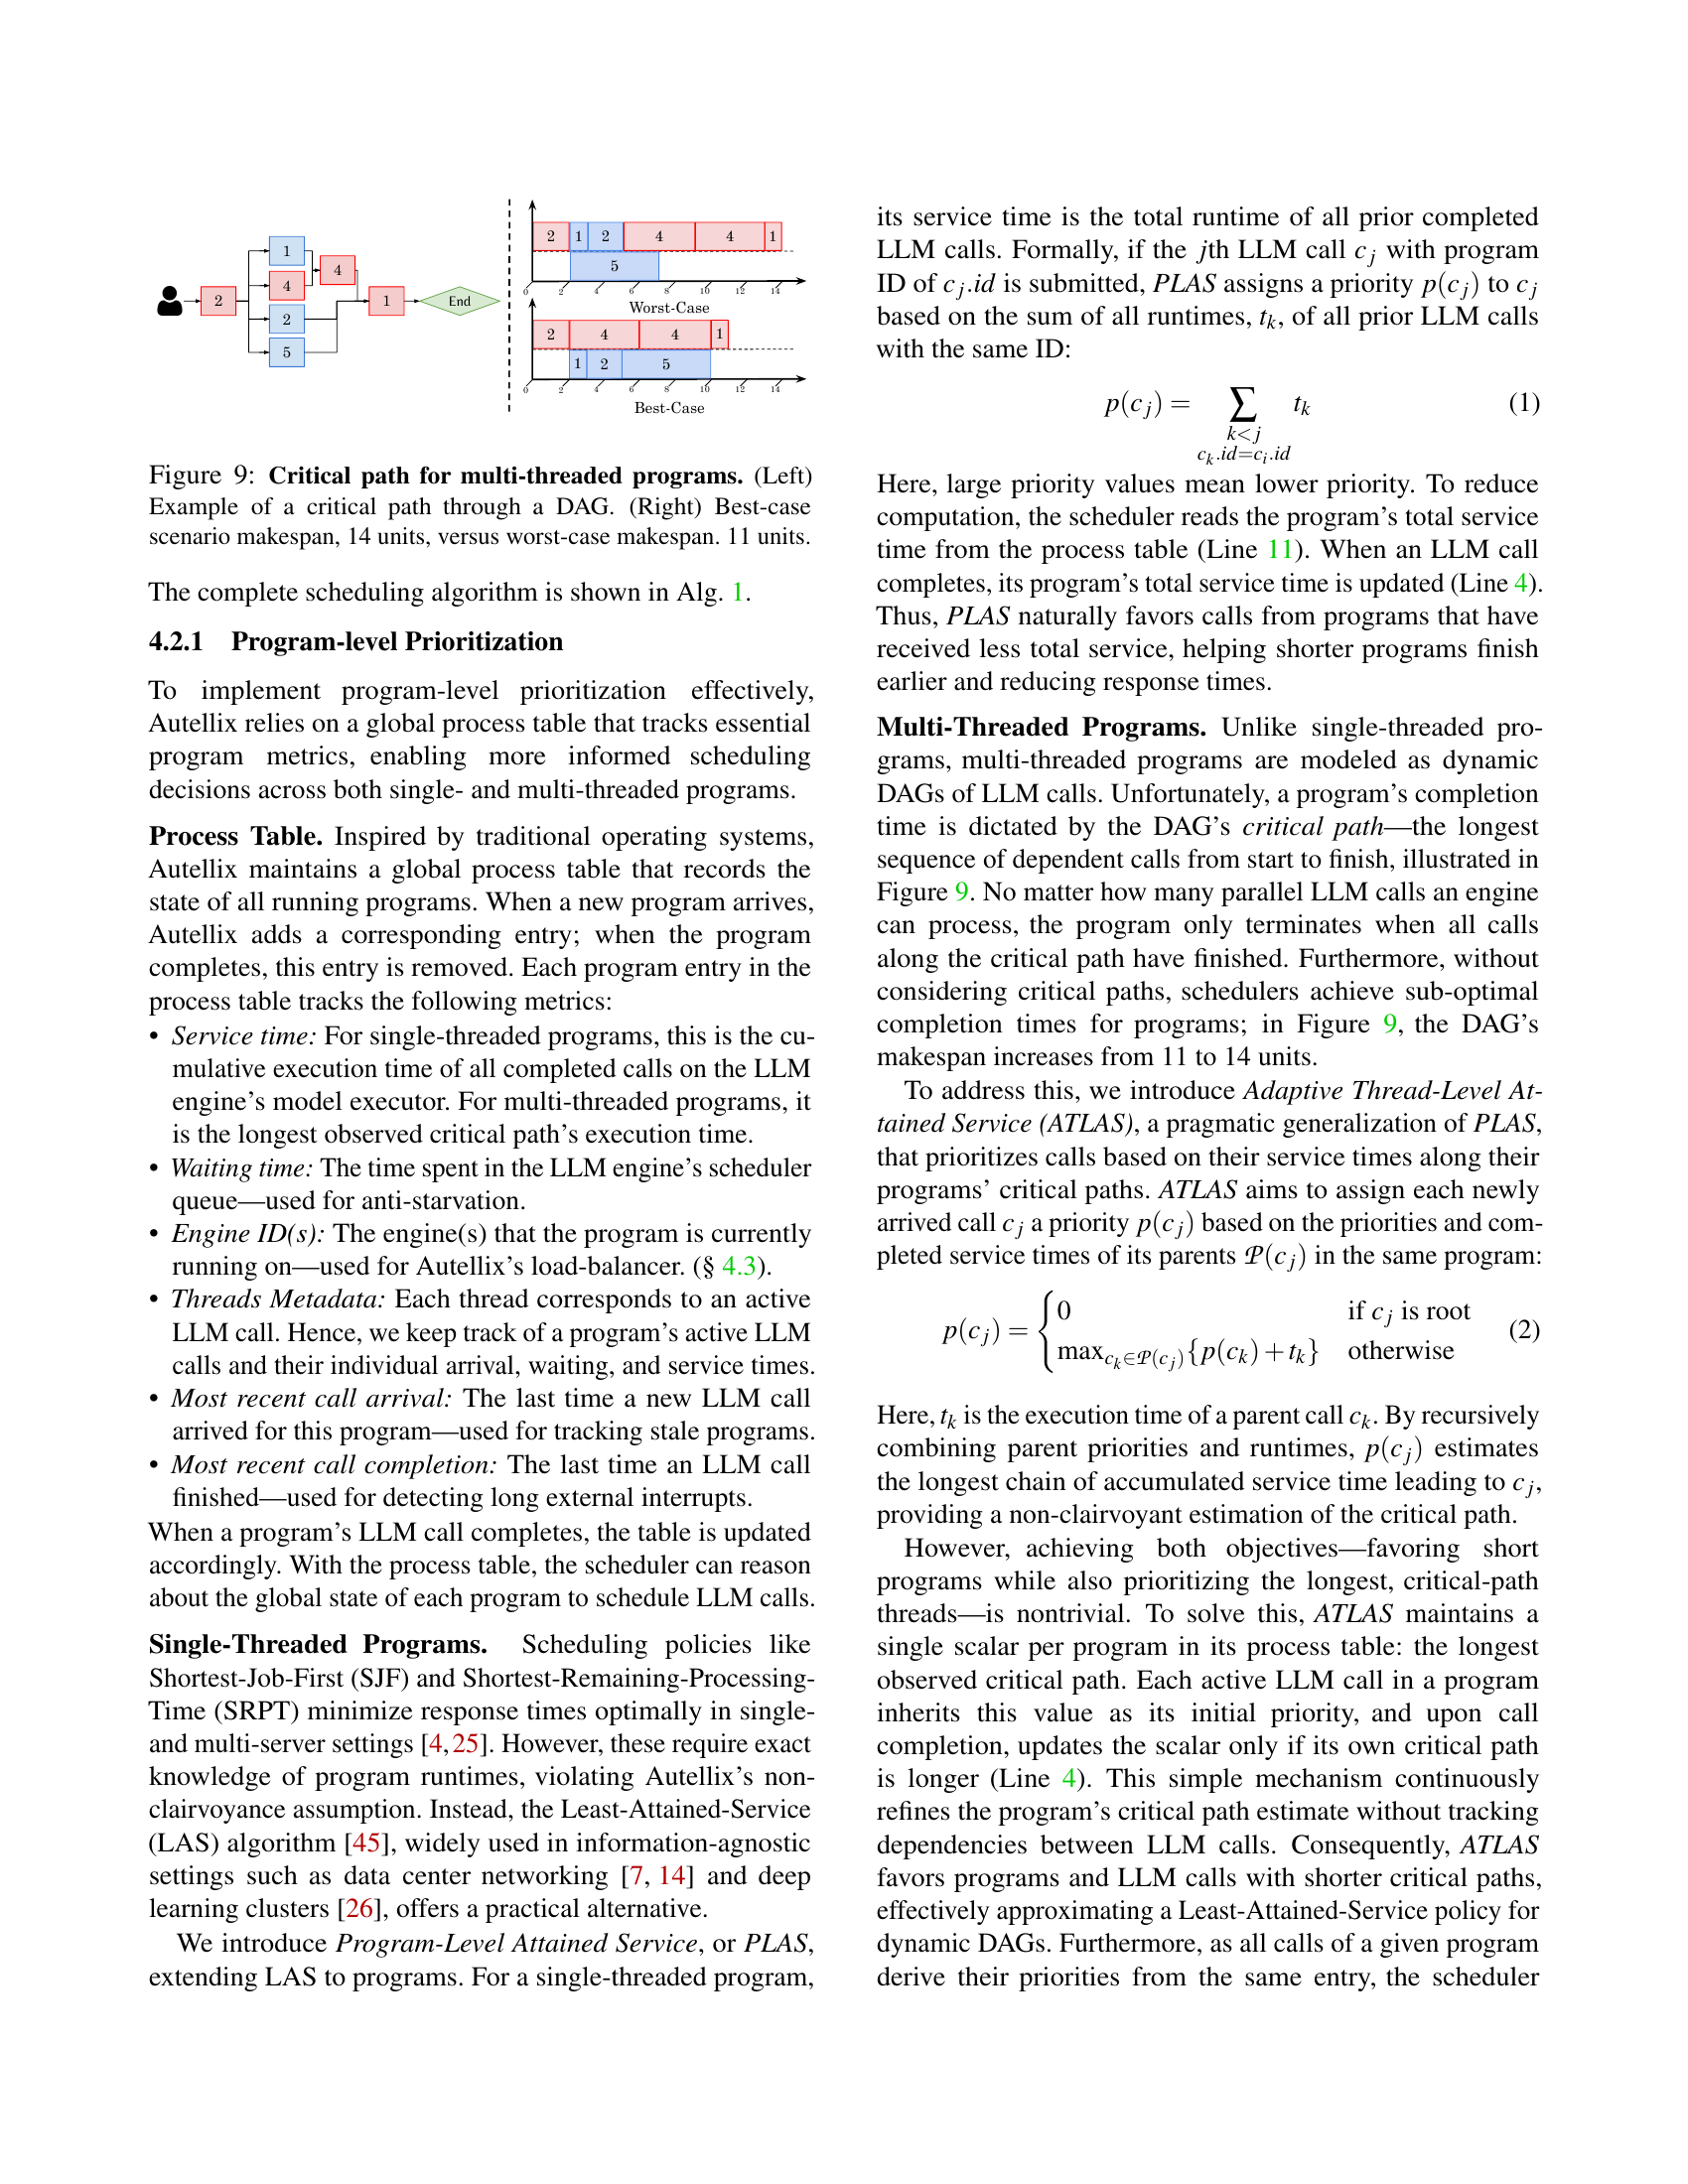 2
1
4
2
5
4
1
End
2
1
2
4
4
1
5
0 2 4 6 8 10 12 14
Worst-Case
2
4
4
1
1
2
5
0 2 4 6 8 10 12 14
Best-Case
Figure 9: Critical path for multi-threaded programs. (Left)
Example of a critical path through a DAG. (Right) Best-case
scenario makespan, 14 units, versus worst-case makespan. 11 units.
The complete scheduling algorithm is shown in Alg. 1.
4.2.1 Program-level Prioritization
To implement program-level prioritization effectively,
Autellix relies on a global process table that tracks essential
program metrics, enabling more informed scheduling
decisions across both single- and multi-threaded programs.
Process Table. Inspired by traditional operating systems,
Autellix maintains a global process table that records the
state of all running programs. When a new program arrives,
Autellix adds a corresponding entry; when the program
completes, this entry is removed. Each program entry in the
process table tracks the following metrics:
• Service time: For single-threaded programs, this is the cu-
mulative execution time of all completed calls on the LLM
engine's model executor. For multi-threaded programs, it
is the longest observed critical path's execution time.
• Waiting time: The time spent in the LLM engine's scheduler
queue—used for anti-starvation.
• Engine ID(s): The engine(s) that the program is currently
running on—used for Autellix's load-balancer. (§ 4.3).
• Threads Metadata: Each thread corresponds to an active
LLM call. Hence, we keep track of a program's active LLM
calls and their individual arrival, waiting, and service times.
• Most recent call arrival: The last time a new LLM call
arrived for this program—used for tracking stale programs.
• Most recent call completion: The last time an LLM call
finished—used for detecting long external interrupts.
When a program's LLM call completes, the table is updated
accordingly. With the process table, the scheduler can reason
about the global state of each program to schedule LLM calls.
Single-Threaded Programs. Scheduling policies like
Shortest-Job-First (SJF) and Shortest-Remaining-Processing-
Time (SRPT) minimize response times optimally in single-
and multi-server settings [4,25]. However, these require exact
knowledge of program runtimes, violating Autellix's non-
clairvoyance assumption. Instead, the Least-Attained-Service
(LAS) algorithm [45], widely used in information-agnostic
settings such as data center networking [7, 14] and deep
learning clusters [26], offers a practical alternative.
We introduce Program-Level Attained Service, or PLAS,
extending LAS to programs. For a single-threaded program,
its service time is the total runtime of all prior completed
LLM calls. Formally, if the jth LLM call c_j with program
ID of c_j.id is submitted, PLAS assigns a priority p(c_j) to c_j
based on the sum of all runtimes, t_k, of all prior LLM calls
with the same ID:
p(c_j) = ∑ t_k (1)
k<j
c_k.id=c_i.id
Here, large priority values mean lower priority. To reduce
computation, the scheduler reads the program's total service
time from the process table (Line 11). When an LLM call
completes, its program's total service time is updated (Line 4).
Thus, PLAS naturally favors calls from programs that have
received less total service, helping shorter programs finish
earlier and reducing response times.
Multi-Threaded Programs. Unlike single-threaded pro-
grams, multi-threaded programs are modeled as dynamic
DAGs of LLM calls. Unfortunately, a program's completion
time is dictated by the DAG's critical path—the longest
sequence of dependent calls from start to finish, illustrated in
Figure 9. No matter how many parallel LLM calls an engine
can process, the program only terminates when all calls
along the critical path have finished. Furthermore, without
considering critical paths, schedulers achieve sub-optimal
completion times for programs; in Figure 9, the DAG's
makespan increases from 11 to 14 units.
To address this, we introduce Adaptive Thread-Level At-
tained Service (ATLAS), a pragmatic generalization of PLAS,
that prioritizes calls based on their service times along their
programs' critical paths. ATLAS aims to assign each newly
arrived call c_j a priority p(c_j) based on the priorities and com-
pleted service times of its parents 𝒫(c_j) in the same program:
p(c_j) = { 0 if c_j is root
max_{c_k∈𝒫(c_j)}{p(c_k)+t_k} otherwise (2)
Here, t_k is the execution time of a parent call c_k. By recursively
combining parent priorities and runtimes, p(c_j) estimates
the longest chain of accumulated service time leading to c_j,
providing a non-clairvoyant estimation of the critical path.
However, achieving both objectives—favoring short
programs while also prioritizing the longest, critical-path
threads—is nontrivial. To solve this, ATLAS maintains a
single scalar per program in its process table: the longest
observed critical path. Each active LLM call in a program
inherits this value as its initial priority, and upon call
completion, updates the scalar only if its own critical path
is longer (Line 4). This simple mechanism continuously
refines the program's critical path estimate without tracking
dependencies between LLM calls. Consequently, ATLAS
favors programs and LLM calls with shorter critical paths,
effectively approximating a Least-Attained-Service policy for
dynamic DAGs. Furthermore, as all calls of a given program
derive their priorities from the same entry, the scheduler